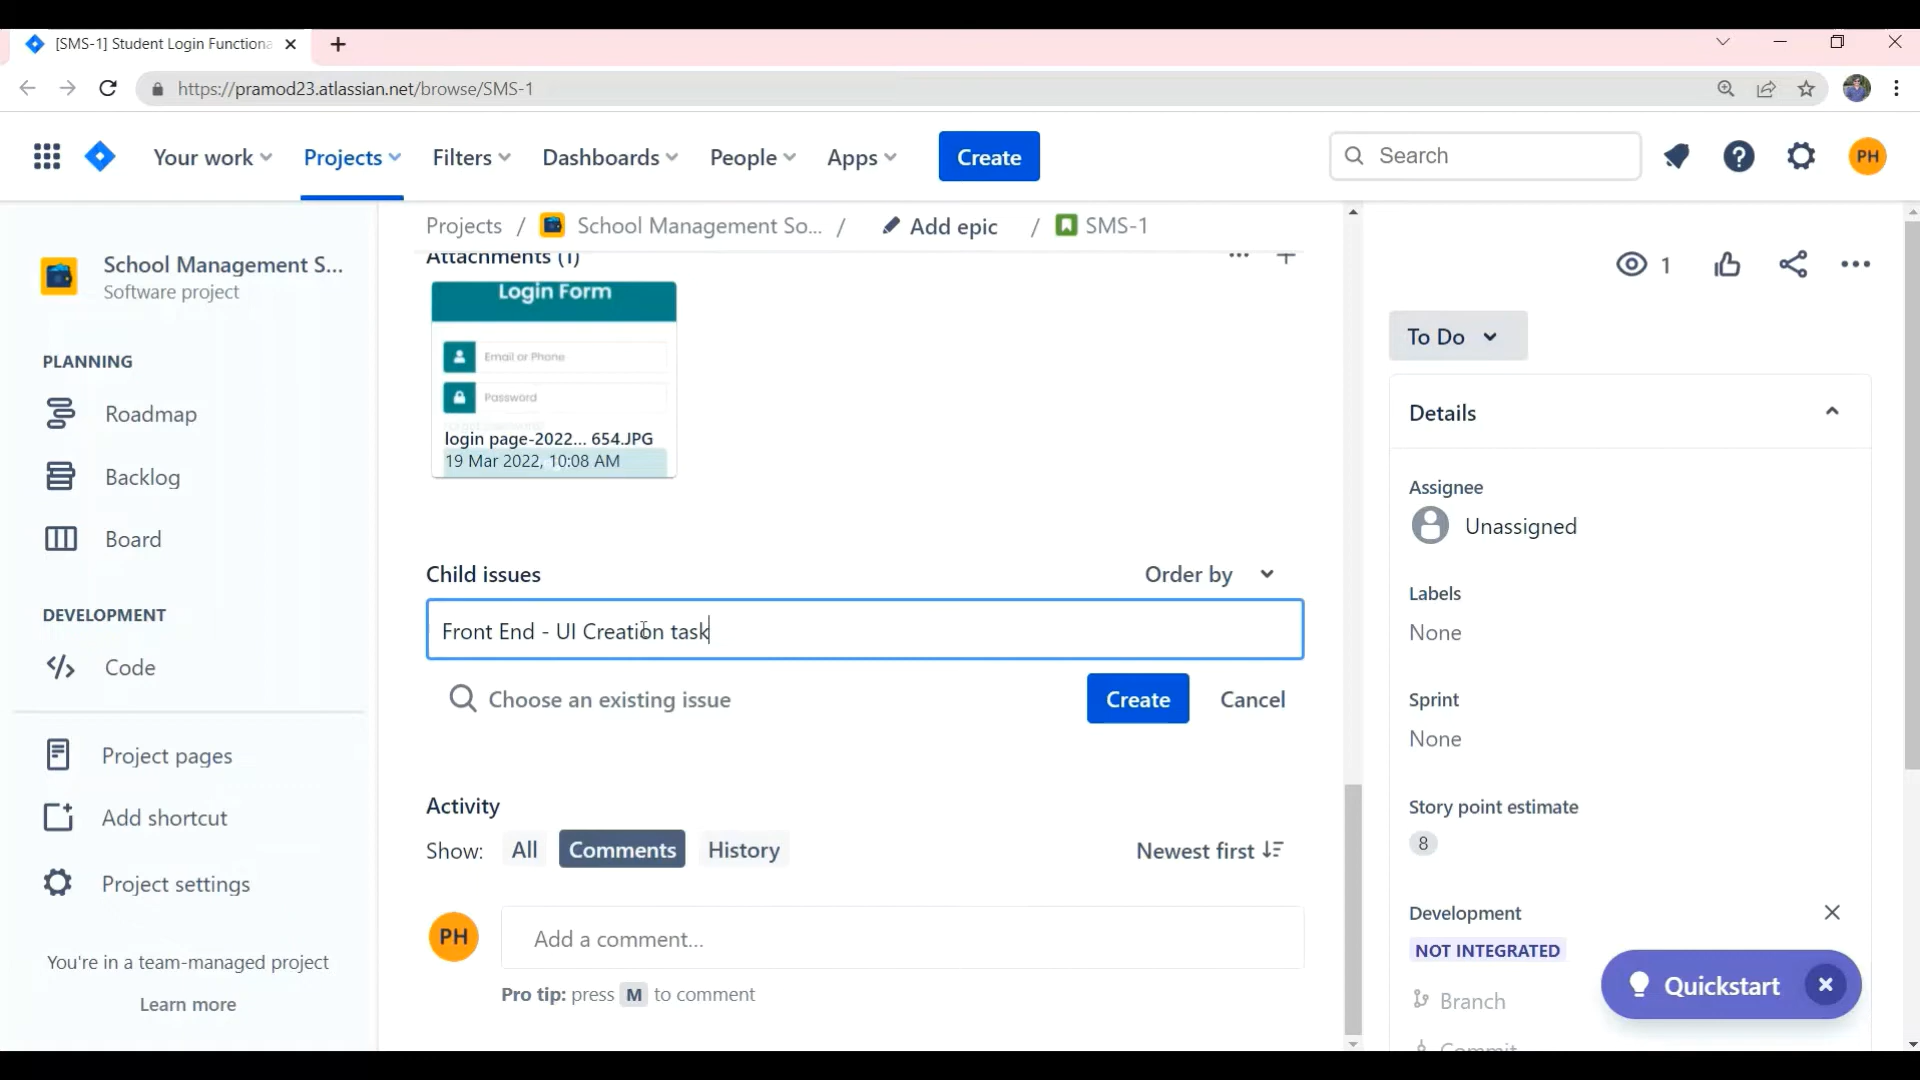 [SMS-1] Student Login Functiona
https://pramod23.atlassian.net/browse/SMS-1
Your work
Projects
Filters
Dashboards
People
Apps
Create
Search
PH
School Management S...
Software project
PLANNING
Roadmap
Backlog
Board
DEVELOPMENT
Code
Project pages
Add shortcut
Project settings
You're in a team-managed project
Learn more
Projects / School Management So... / Add epic / SMS-1
Attachments (1)
Login Form
Email or Phone
Password
login page-2022... 654.JPG
19 Mar 2022, 10:08 AM
Child issues
Order by
Front End - UI Creation task
Choose an existing issue
Create
Cancel
Activity
Show: All Comments History
Newest first
PH
Add a comment...
Pro tip: press M to comment
1
To Do
Details
Assignee
Unassigned
Labels
None
Sprint
None
Story point estimate
8
Development
NOT INTEGRATED
Branch
Commit
Quickstart